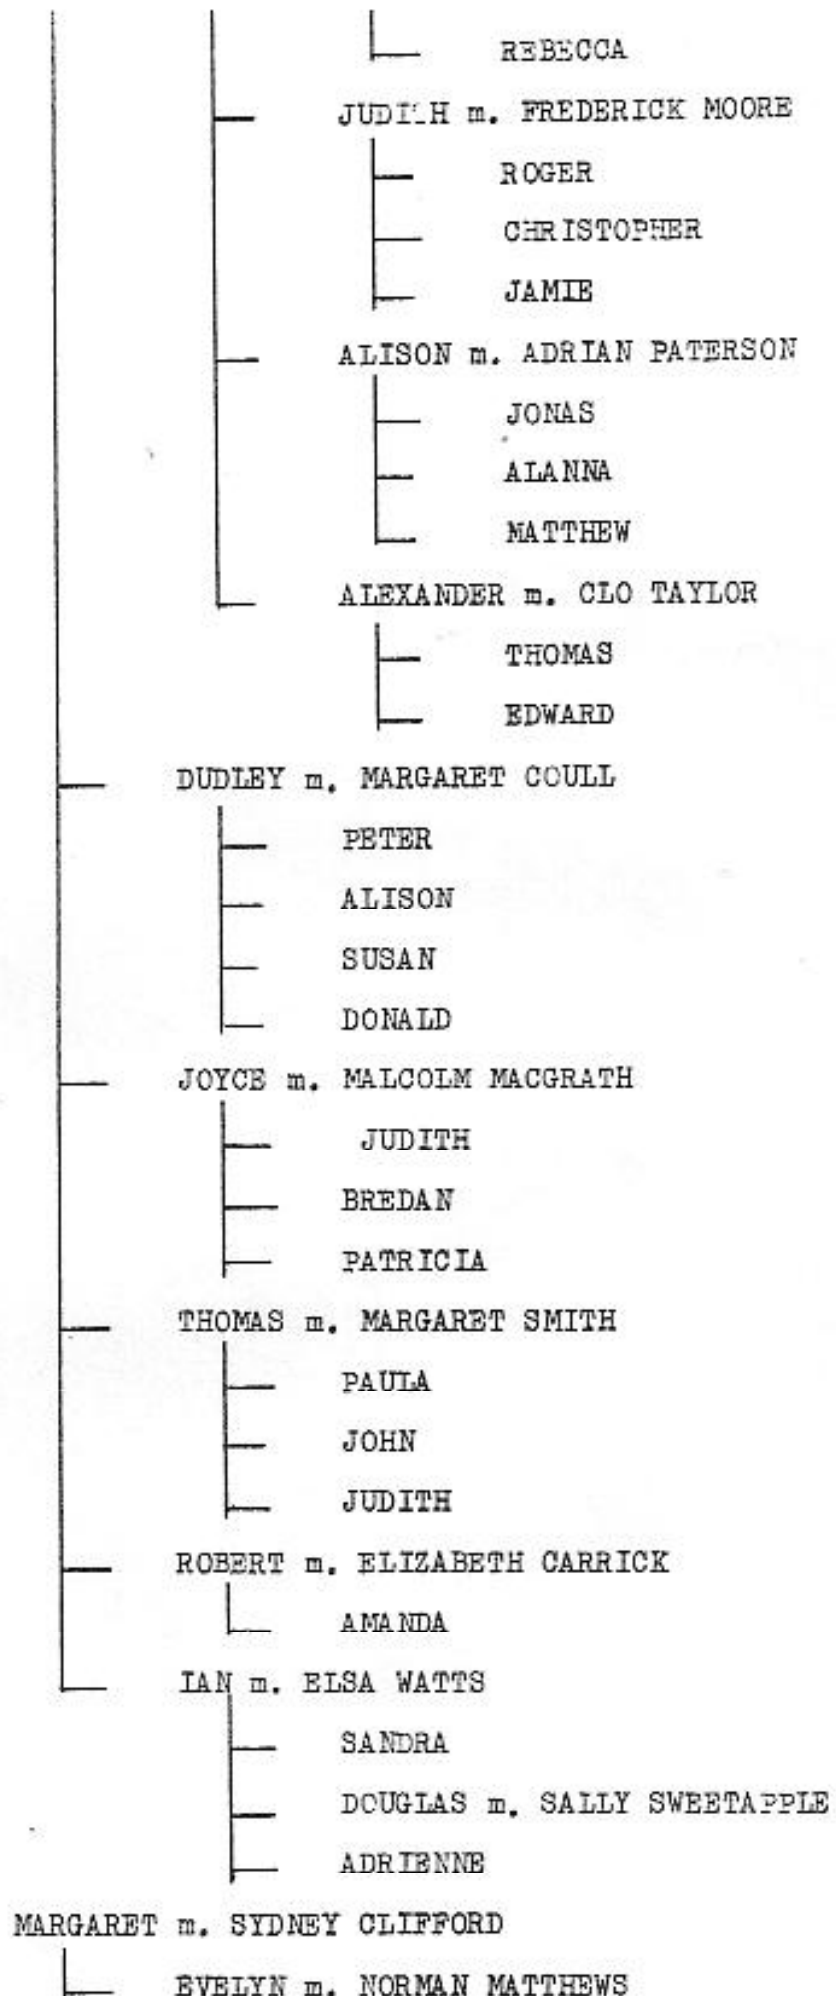 REBECCA
JUDITH m. FREDERICK MOORE
ROGER
CHRISTOPHER
JAMIE
ALISON m. ADRIAN PATERSON
JONAS
ALANNA
MATTHEW
ALEXANDER m. CLO TAYLOR
THOMAS
EDWARD
DUDLEY m. MARGARET COULL
PETER
ALISON
SUSAN
DONALD
JOYCE m. MALCOLM MACGRATH
JUDITH
BREDAN
PATRICIA
THOMAS m. MARGARET SMITH
PAULA
JOHN
JUDITH
ROBERT m. ELIZABETH CARRICK
AMANDA
IAN m. ELSA WATTS
SANDRA
DOUGLAS m. SALLY SWEETAPPLE
ADRIENNE
MARGARET m. SYDNEY CLIFFORD
EVELYN m. NORMAN MATTHEWS